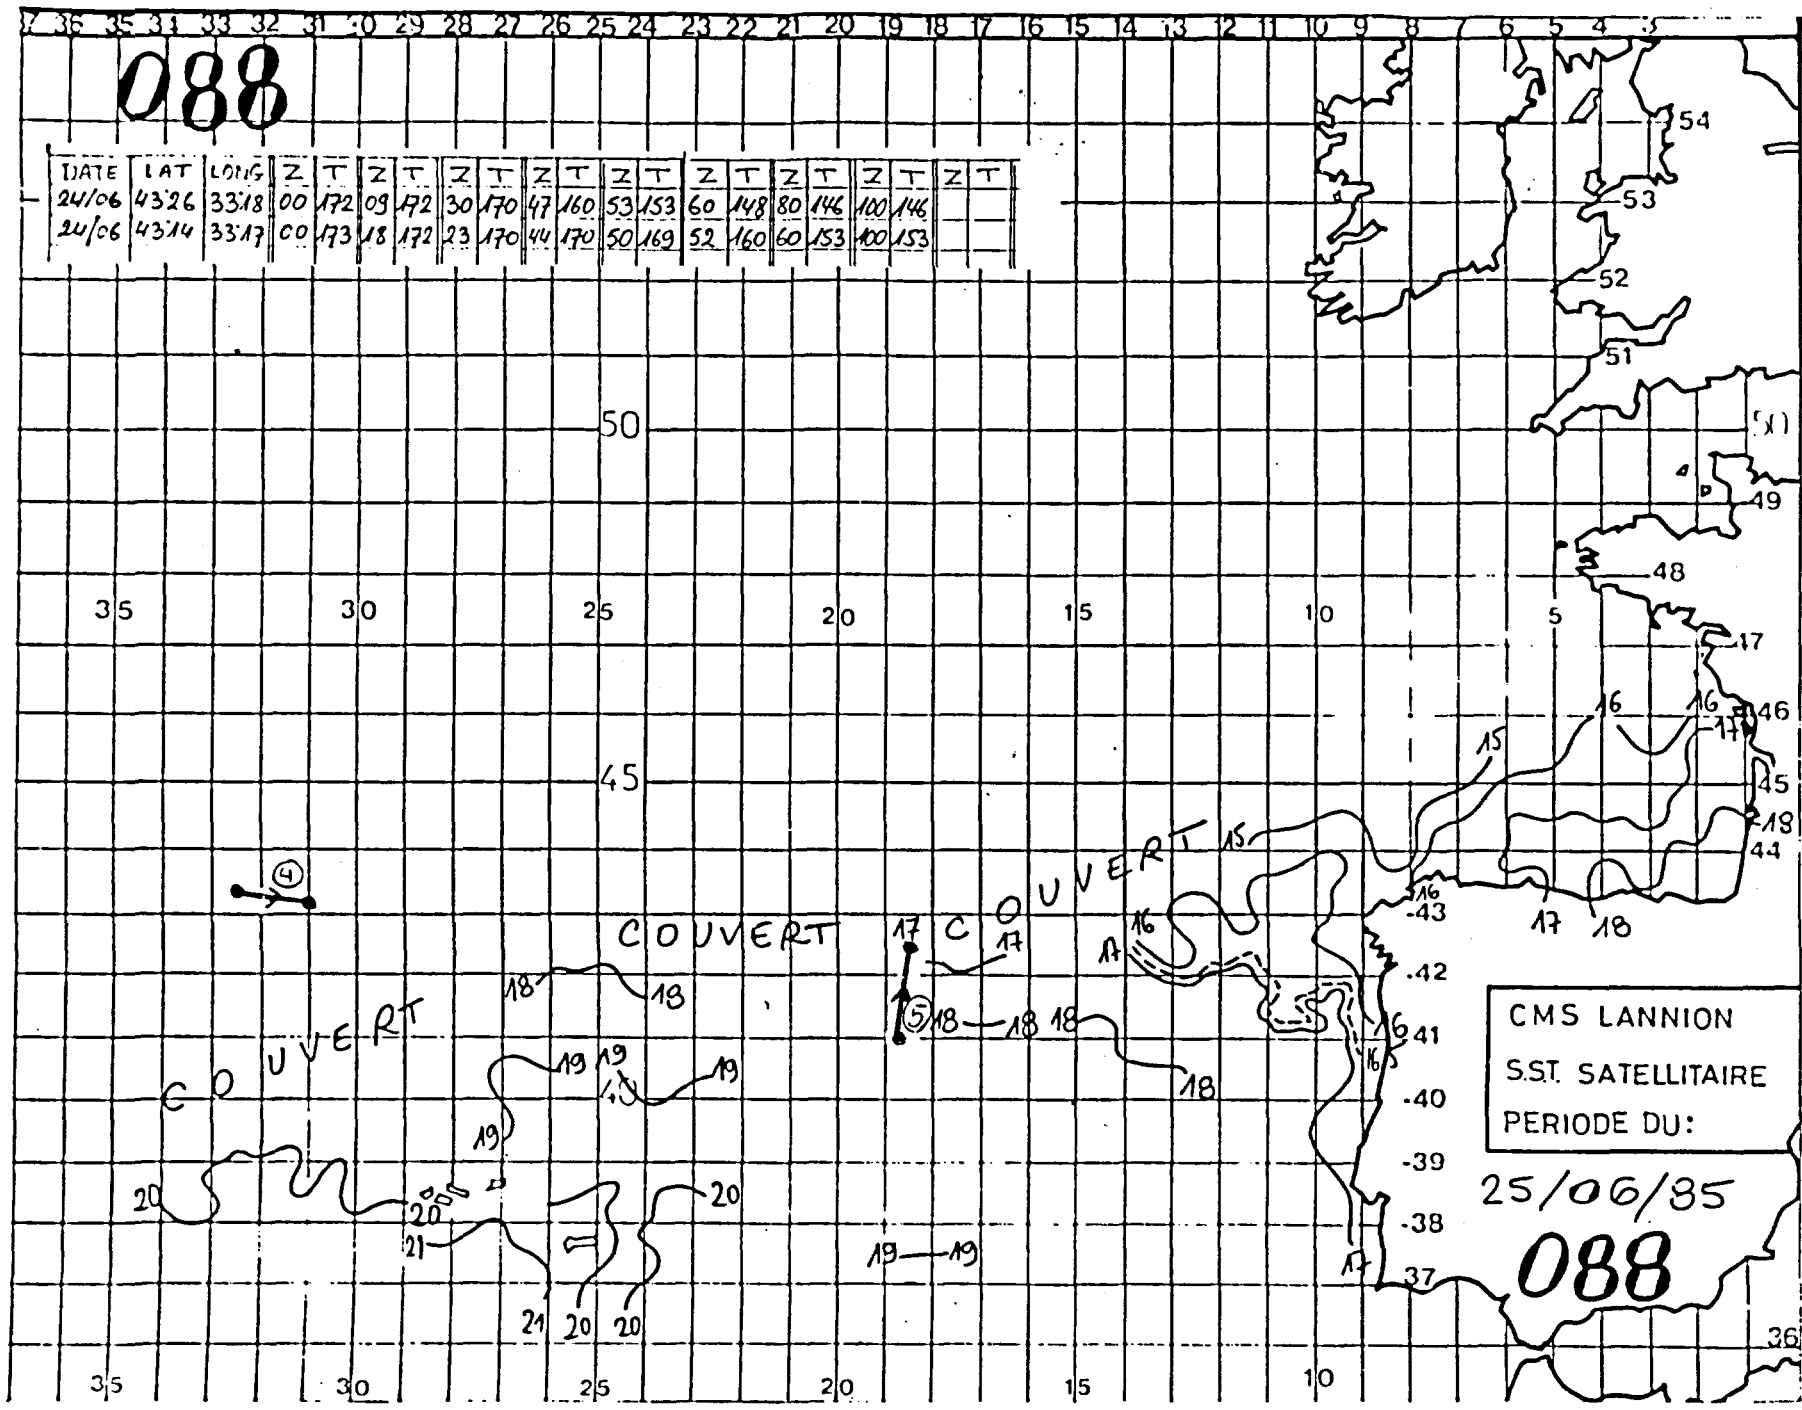 37 36 35 34 33 32 31 30 29 28 27 26 25 24 23 22 21 20 19 18 17 16 15 14 13 12 11 10 9 8 7 6 5 4 3
088
54
DATE LAT LONG Z T Z T Z T Z T Z T Z T Z T Z T Z T
24/06 43°26 33°18 00 172 09 172 30 170 47 160 53 153 60 148 80 146 100 146
24/06 43°14 33°17 00 173 18 172 23 170 44 170 50 169 52 160 60 153 100 153
53
52
51
50 50
49
48
35 30 25 20 15 10 5
47
16 16 46
15 17
45 45
18
15 44
4
COUVERT
16
43
COUVERT 17 17 16 17 17 18
42
18 18
COUVERT
5 18 18 18 16 41
19 19 19 16
40 18 40
19
39
20 20 20
21 38
19 19
17 37
21 20 20
36
35 30 25 20 15 10
CMS LANNION
S.S.T. SATELLITAIRE
PERIODE DU:
25/06/85
088